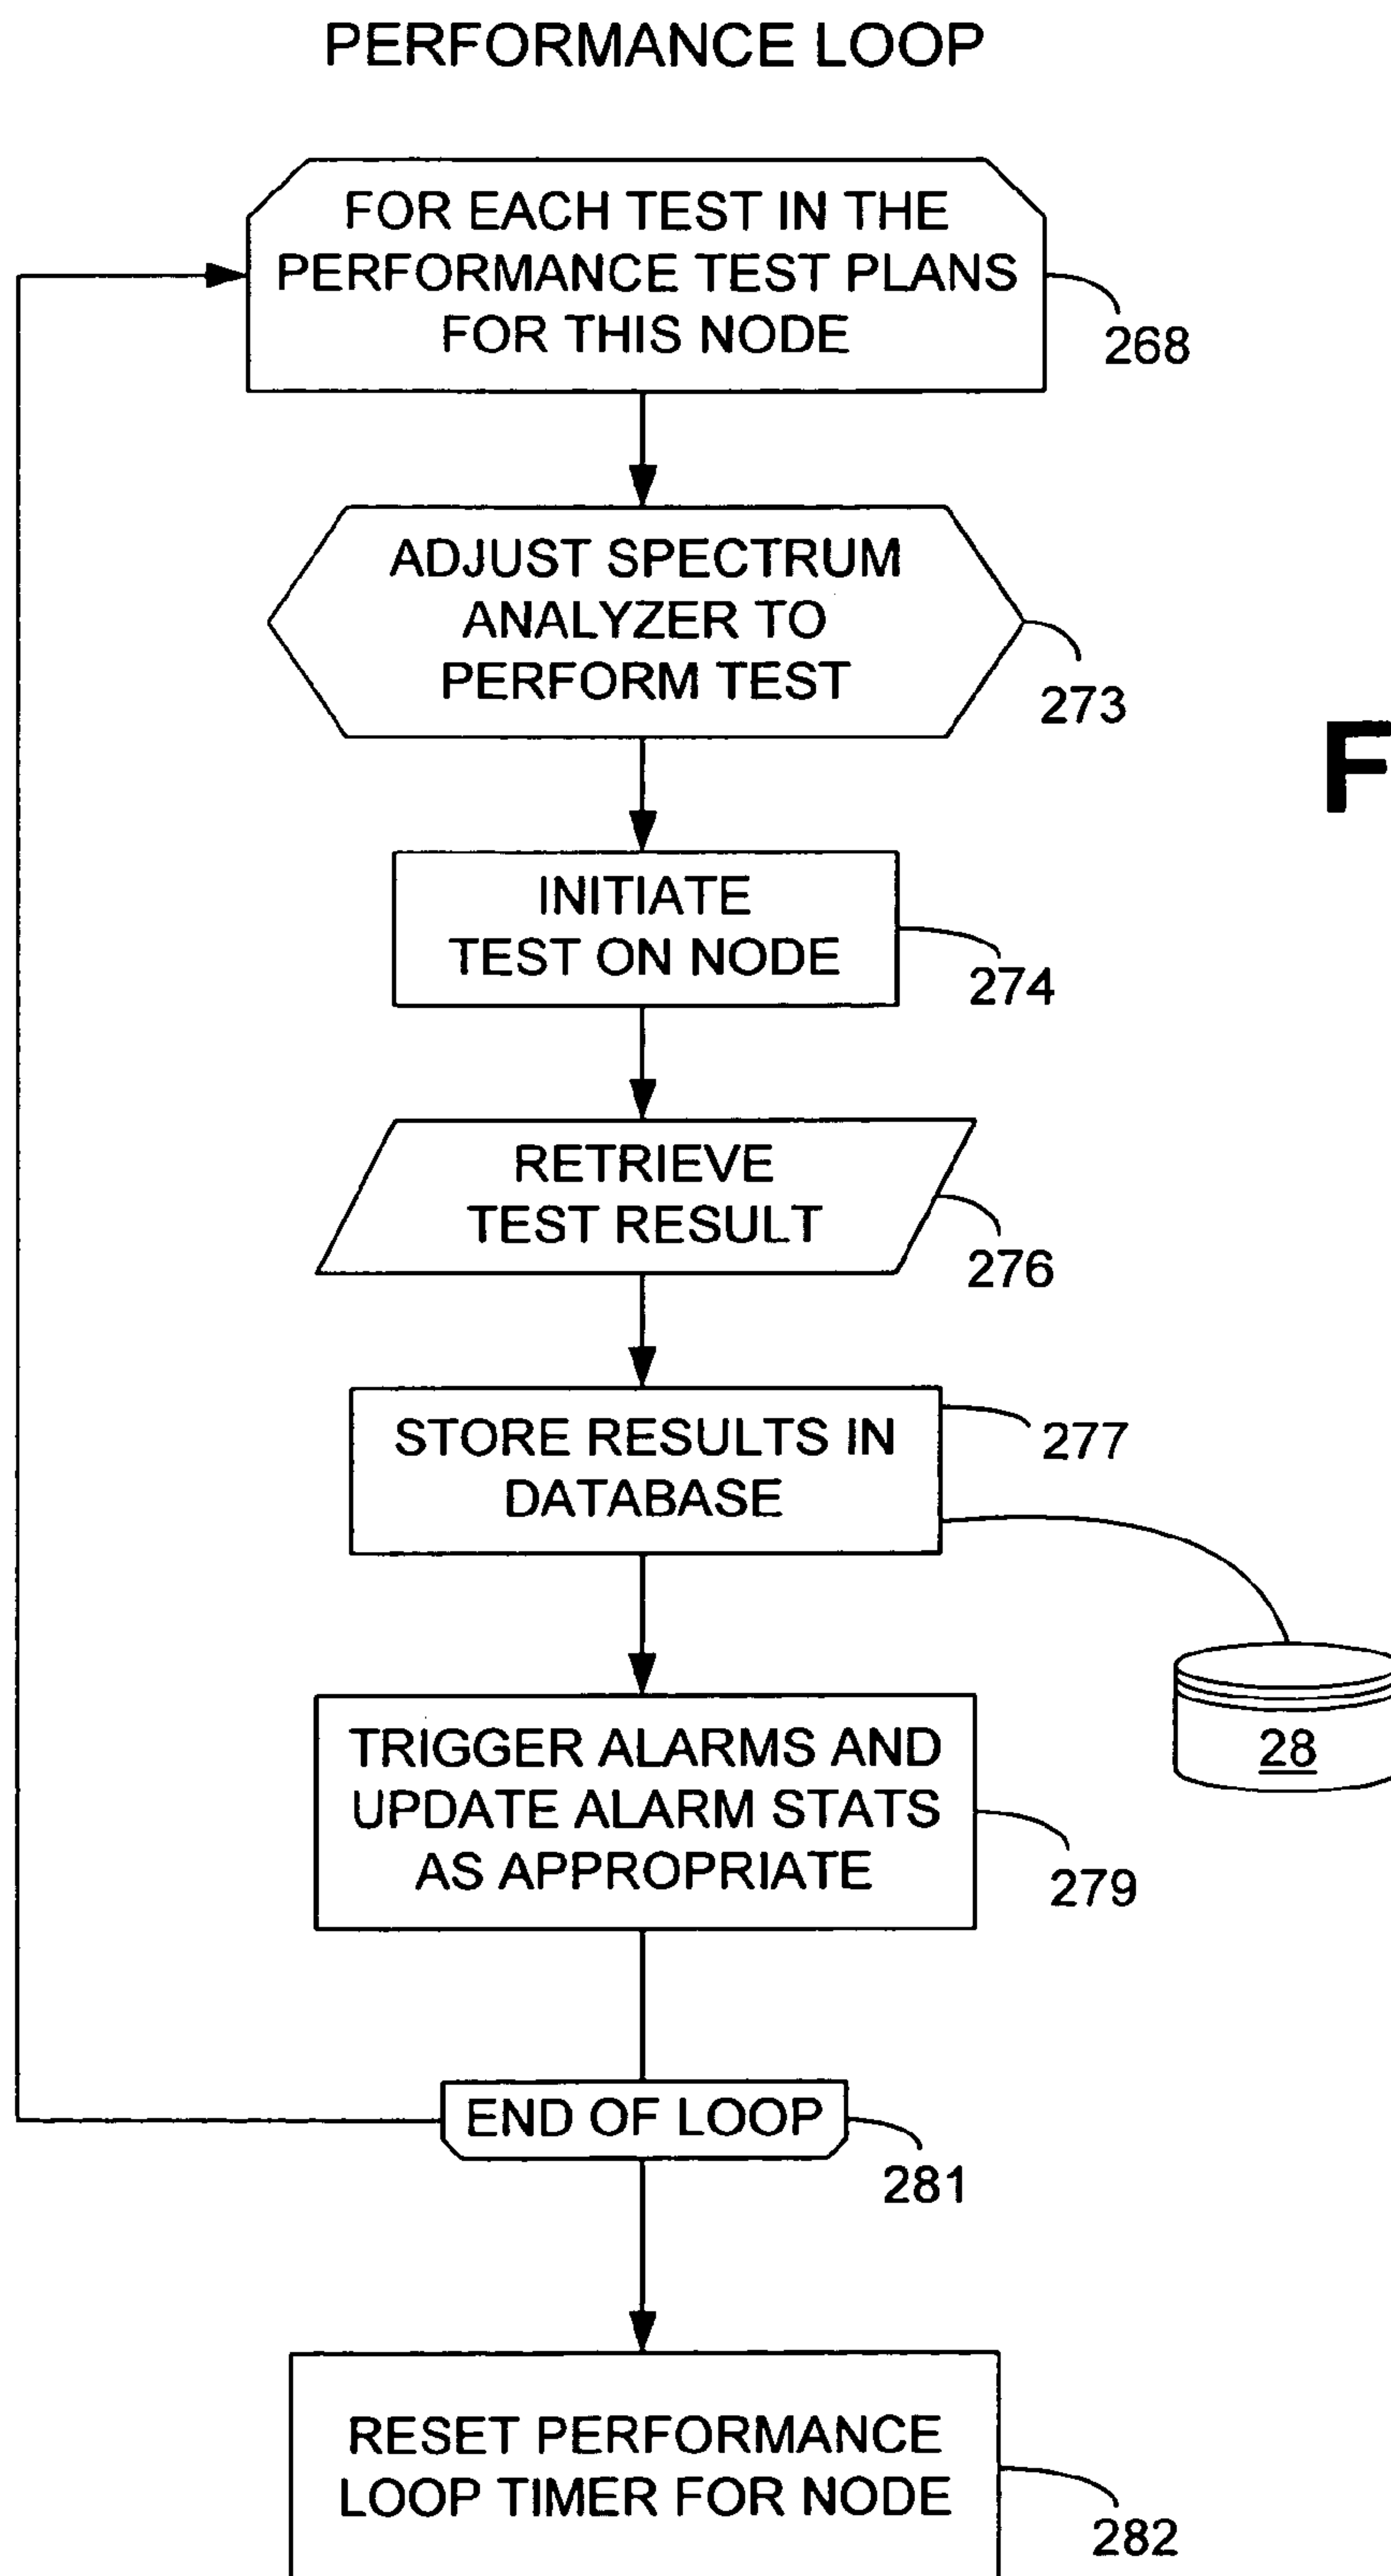 PERFORMANCE LOOP
FOR EACH TEST IN THE
PERFORMANCE TEST PLANS
FOR THIS NODE
268
ADJUST SPECTRUM
ANALYZER TO
PERFORM TEST
273
F
INITIATE
TEST ON NODE
274
RETRIEVE
TEST RESULT
276
STORE RESULTS IN
DATABASE
277
28
TRIGGER ALARMS AND
UPDATE ALARM STATS
AS APPROPRIATE
279
END OF LOOP
281
RESET PERFORMANCE
LOOP TIMER FOR NODE
282